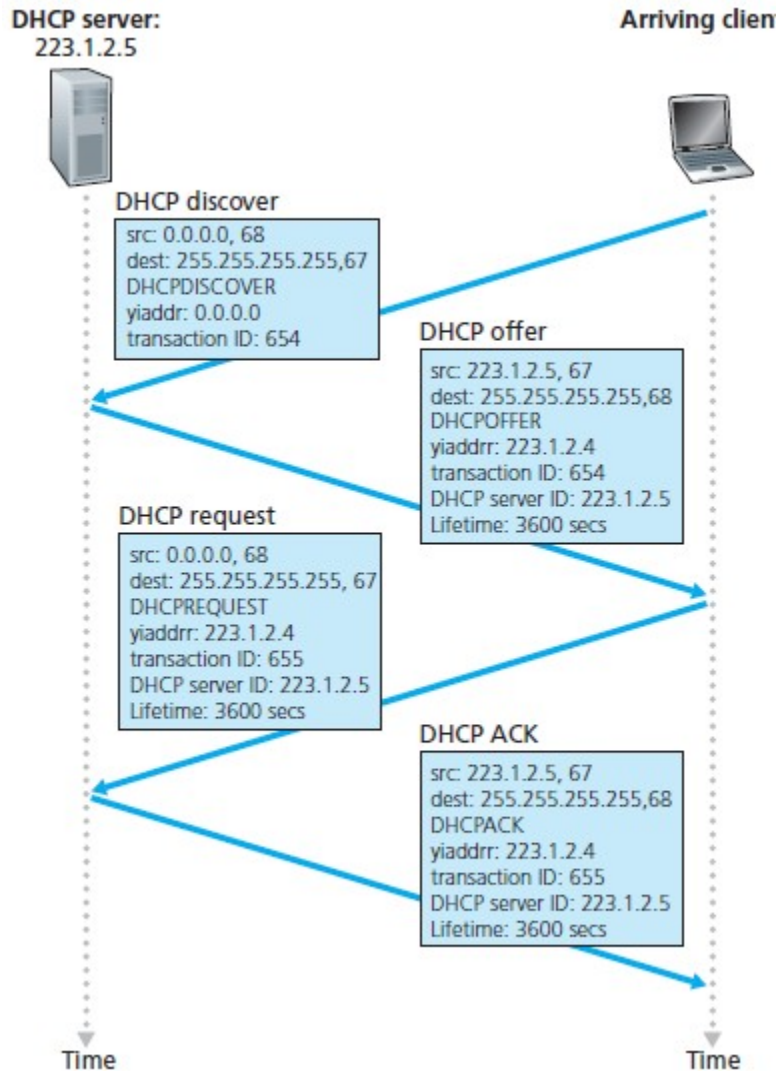 DHCP server:
223.1.2.5
Arriving client
DHCP discover
src: 0.0.0.0, 68
dest: 255.255.255.255,67
DHCPDISCOVER
yiaddr: 0.0.0.0
transaction ID: 654
DHCP offer
src: 223.1.2.5, 67
dest: 255.255.255.255,68
DHCPOFFER
yiaddrr: 223.1.2.4
transaction ID: 654
DHCP server ID: 223.1.2.5
Lifetime: 3600 secs
DHCP request
src: 0.0.0.0, 68
dest: 255.255.255.255, 67
DHCPREQUEST
yiaddrr: 223.1.2.4
transaction ID: 655
DHCP server ID: 223.1.2.5
Lifetime: 3600 secs
DHCP ACK
src: 223.1.2.5, 67
dest: 255.255.255.255,68
DHCPACK
yiaddrr: 223.1.2.4
transaction ID: 655
DHCP server ID: 223.1.2.5
Lifetime: 3600 secs
Time
Time